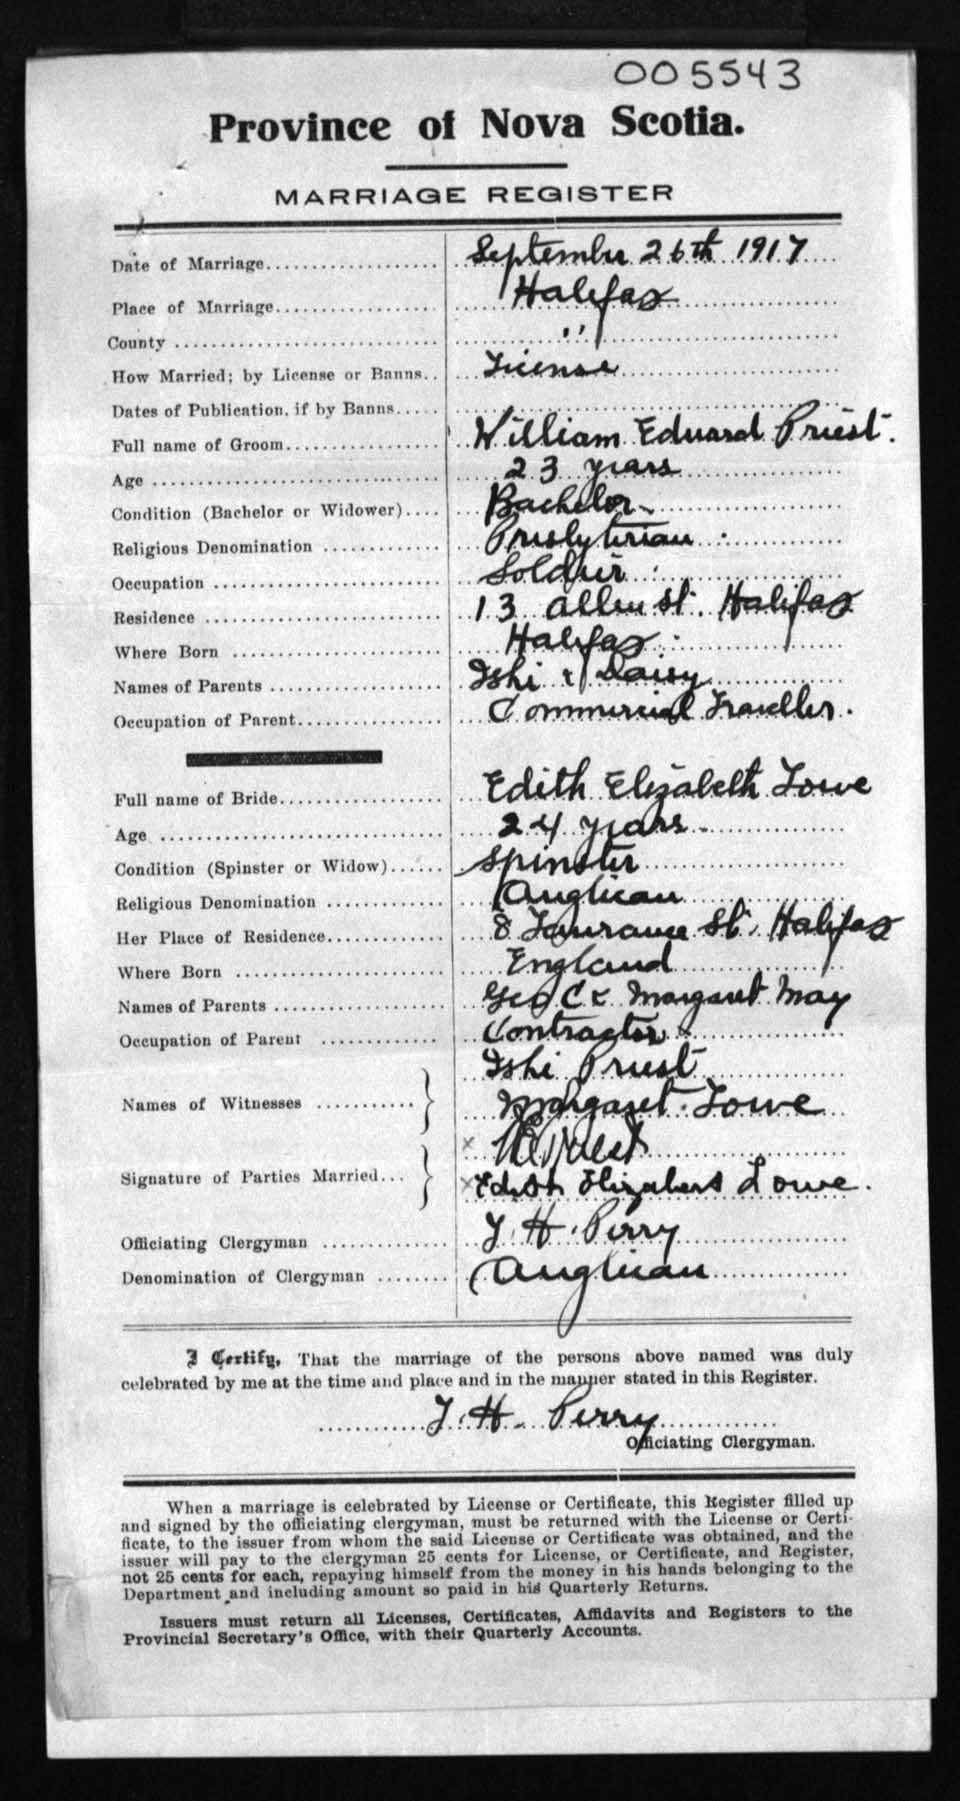 005543
Province of Nova Scotia.
MARRIAGE REGISTER
Date of Marriage September 26th 1917
Place of Marriage Halifax
County "
How Married; by License or Banns License
Dates of Publication, if by Banns
Full name of Groom William Edward Priest.
Age 23 years
Condition (Bachelor or Widower) Bachelor
Religious Denomination Presbyterian
Occupation Soldier
Residence 13 Allen St. Halifax
Where Born Halifax
Names of Parents Ishi & Daisy
Occupation of Parent Commercial Traveller.
Full name of Bride Edith Elizabeth Lowe
Age 24 years
Condition (Spinster or Widow) Spinster
Religious Denomination Anglican
Her Place of Residence 8 St. Halifax
Where Born England
Names of Parents Geo C & Margaret May
Occupation of Parent Contractor
Ishi Priest
Names of Witnesses Margaret Lowe
x W E Priest
Signature of Parties Married
x Edith Elizabeth Lowe.
Officiating Clergyman T. H. Perry
Denomination of Clergyman Anglican
I Certify, That the marriage of the persons above named was duly
celebrated by me at the time and place and in the manner stated in this Register.
T. H. Perry
Officiating Clergyman.
When a marriage is celebrated by License or Certificate, this Register filled up
and signed by the officiating clergyman, must be returned with the License or Certi-
ficate, to the issuer from whom the said License or Certificate was obtained, and the
issuer will pay to the clergyman 25 cents for License, or Certificate, and Register,
not 25 cents for each, repaying himself from the money in his hands belonging to the
Department and including amount so paid in his Quarterly Returns.
Issuers must return all Licenses, Certificates, Affidavits and Registers to the
Provincial Secretary's Office, with their Quarterly Accounts.